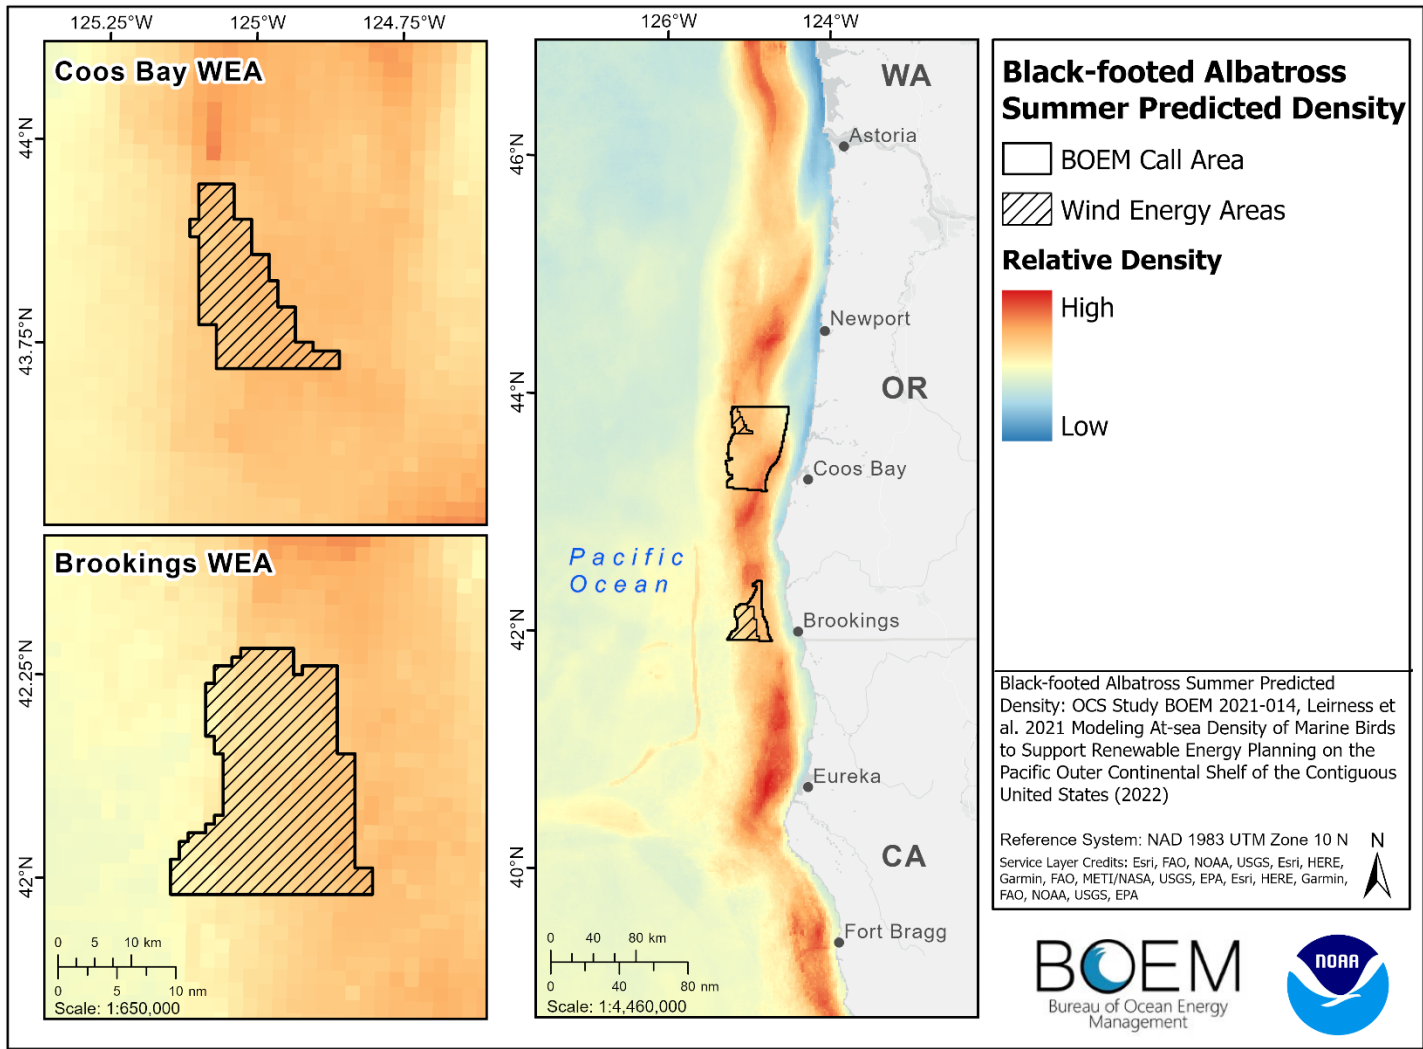 125.25°W 125°W 124.75°W
Coos Bay WEA
44°N
43.75°N
Brookings WEA
42.25°N
42°N
0 5 10 km
0 5 10 nm
Scale: 1:650,000
126°W 124°W
46°N
44°N
42°N
40°N
WA
Astoria
Newport
OR
Coos Bay
Pacific
Ocean
Brookings
Eureka
CA
Fort Bragg
0 40 80 km
0 40 80 nm
Scale: 1:4,460,000
Black-footed Albatross
Summer Predicted Density
BOEM Call Area
Wind Energy Areas
Relative Density
High
Low
Black-footed Albatross Summer Predicted
Density: OCS Study BOEM 2021-014, Leirness et
al. 2021 Modeling At-sea Density of Marine Birds
to Support Renewable Energy Planning on the
Pacific Outer Continental Shelf of the Contiguous
United States (2022)
Reference System: NAD 1983 UTM Zone 10 N
N
Service Layer Credits: Esri, FAO, NOAA, USGS, Esri, HERE,
Garmin, FAO, METI/NASA, USGS, EPA, Esri, HERE, Garmin,
FAO, NOAA, USGS, EPA
BOEM
Bureau of Ocean Energy
Management
NOAA